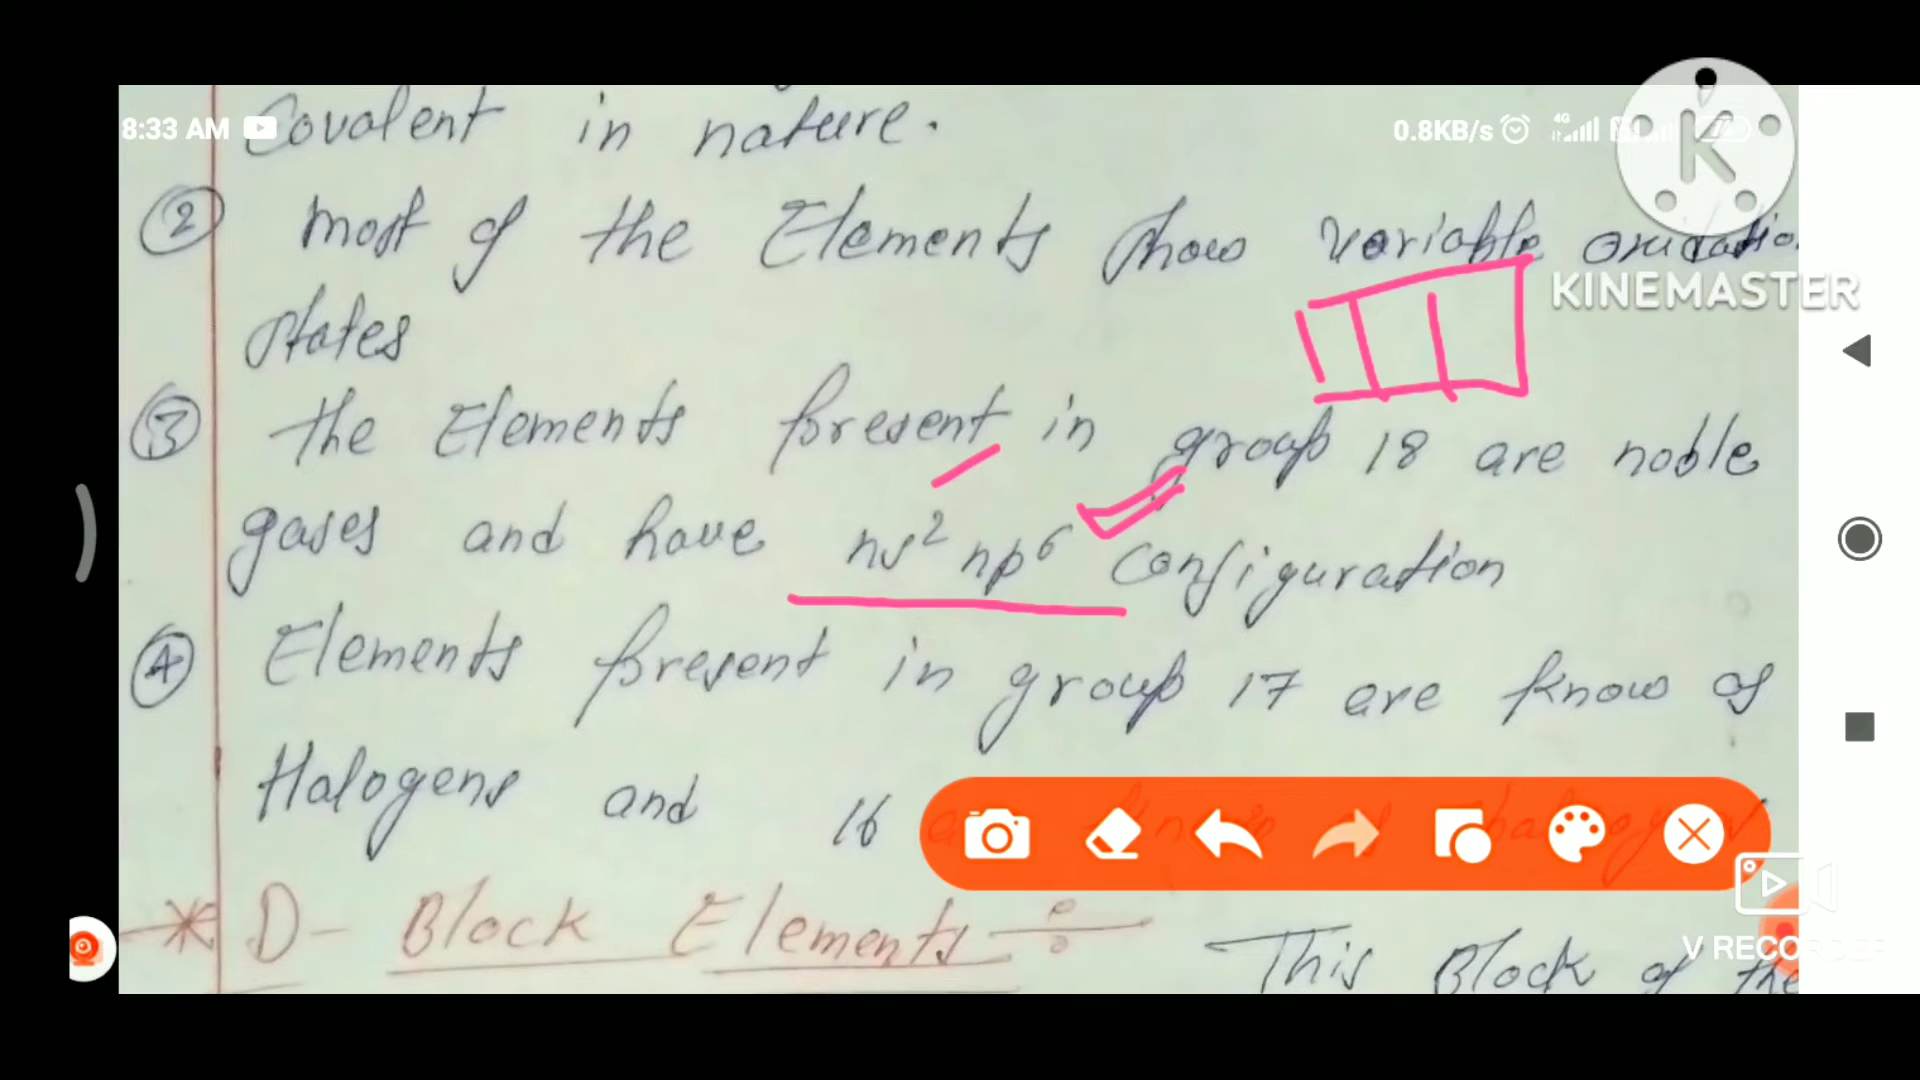 Covalent in nature.
8:33 AM
0.8KB/s
4G
② Most of the Elements show variable oxidatio
KINEMASTER
states
③ the Elements present in group 18 are noble
gases and have ns² np⁶ configuration
④ Elements present in group 17 are know as
Halogens and 16
* D- Block Elements ÷ This Block of the
V RECORDER